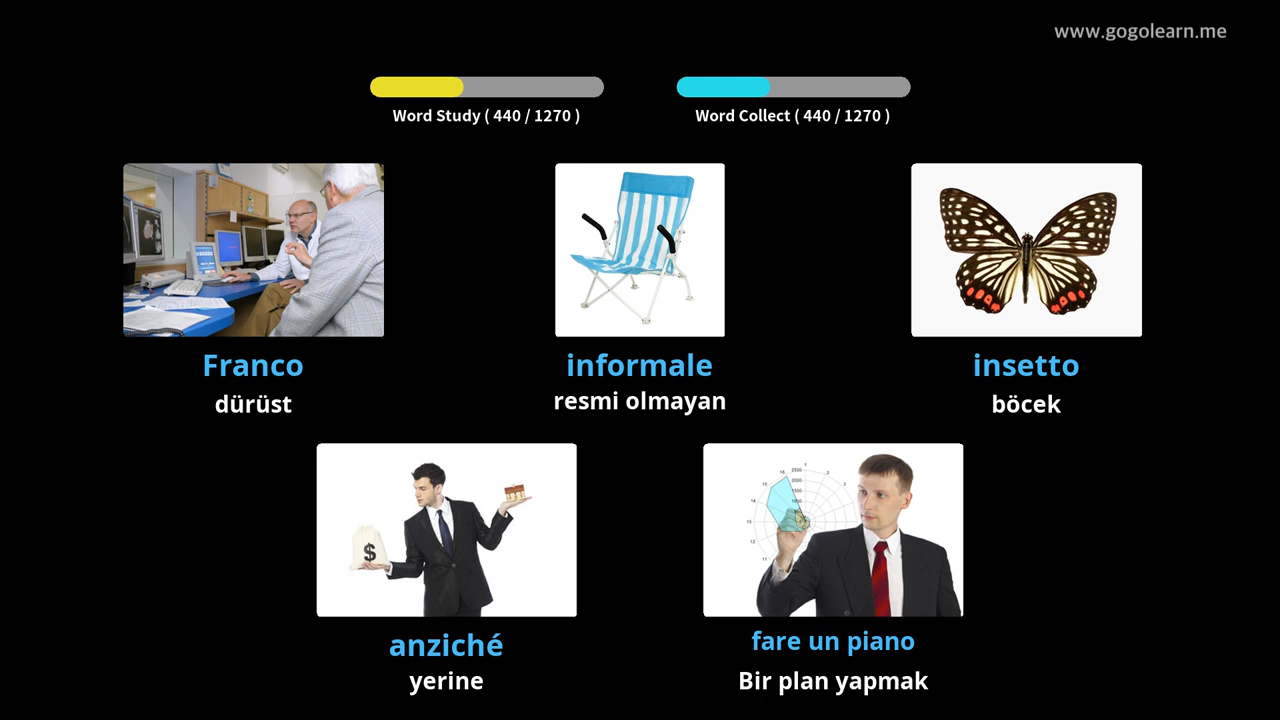 www.gogolearn.me
Word Study ( 440 / 1270 )
Word Collect ( 440 / 1270 )
Franco
dürüst
informale
resmi olmayan
insetto
böcek
$
anziché
yerine
fare un piano
Bir plan yapmak